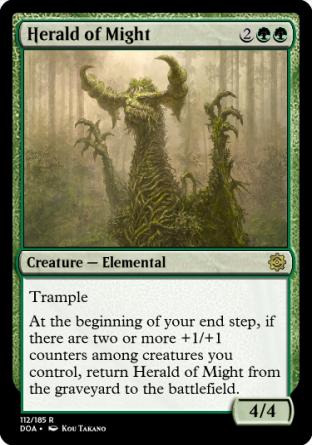 Herald of Might 2
Creature — Elemental
Trample
At the beginning of your end step, if
there are two or more +1/+1
counters among creatures you
control, return Herald of Might from
the graveyard to the battlefield.
4/4
112/185 R
DOA • Kou Takano